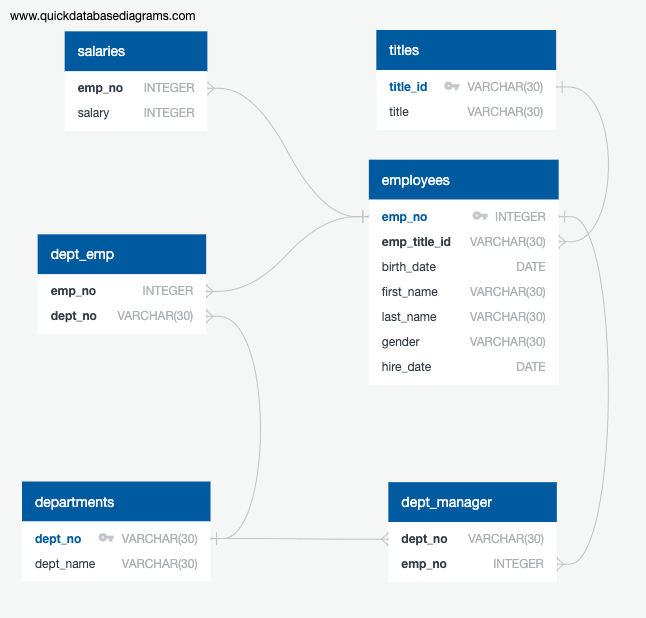 www.quickdatabasediagrams.com
salaries
emp_no INTEGER
salary INTEGER
titles
title_id VARCHAR(30)
title VARCHAR(30)
employees
emp_no INTEGER
emp_title_id VARCHAR(30)
birth_date DATE
first_name VARCHAR(30)
last_name VARCHAR(30)
gender VARCHAR(30)
hire_date DATE
dept_emp
emp_no INTEGER
dept_no VARCHAR(30)
departments
dept_no VARCHAR(30)
dept_name VARCHAR(30)
dept_manager
dept_no VARCHAR(30)
emp_no INTEGER